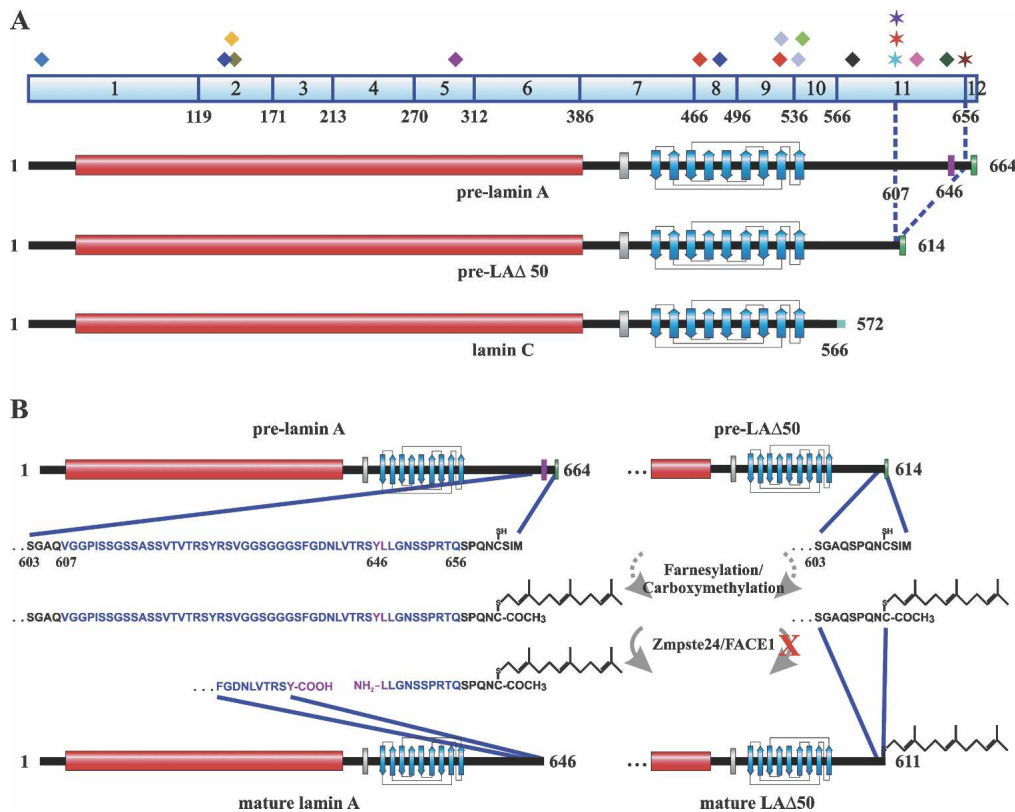 A
1 2 3 4 5 6 7 8 9 10 11 12
119 171 213 270 312 386 466 496 536 566 656
1 664
pre-lamin A 607 646
1 614
pre-LAΔ 50
1 572
lamin C 566
B
pre-lamin A pre-LAΔ50
1 664 ... 614
SH SH
...SGAQVGGPISSGSSASSVTVTRSYRSVGGSGGGSFGDNLVTRSYLLGNSSPRTQSPQNCSIM ...SGAQSPQNCSIM
603 607 646 656 603
Farnesylation/
Carboxymethylation
S S
...SGAQVGGPISSGSSASSVTVTRSYRSVGGSGGGSFGDNLVTRSYLLGNSSPRTQSPQNC-COCH3 ...SGAQSPQNC-COCH3
Zmpste24/FACE1 X
S
...FGDNLVTRSY-COOH NH2-LLGNSSPRTQSPQNC-COCH3
S
1 646 ... 611
mature lamin A mature LAΔ50